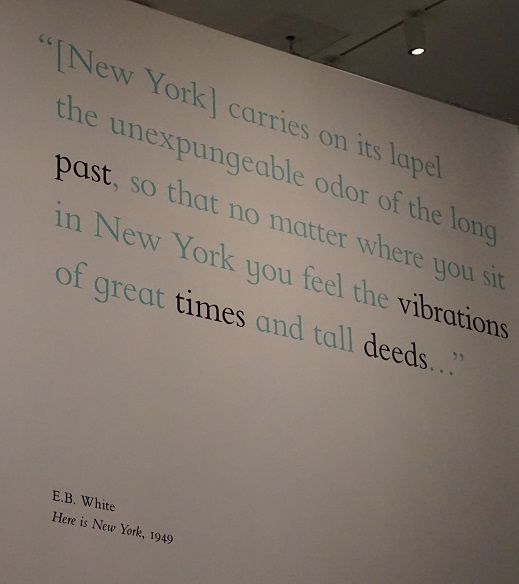 “[New York] carries on its lapel
the unexpungeable odor of the long
past, so that no matter where you sit
in New York you feel the vibrations
of great times and tall deeds...”
E.B. White
Here is New York, 1949